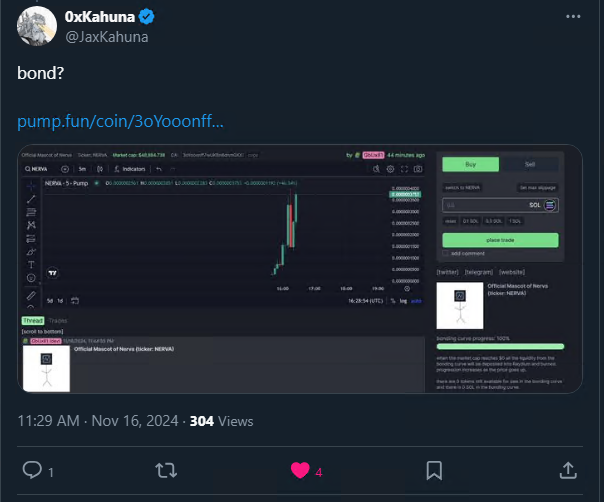 0xKahuna
@JaxKahuna
bond?
pump.fun/coin/3oYooonff...
Official Mascot of Nerva Ticker: NERVA Market cap: CA: copy by 44 minutes ago
NERVA 5m Indicators
NERVA · 5 · Pump
16:00 17:00 18:00 19:00
5d 1d 16:28:54 (UTC) % log auto
Thread Trades
[scroll to bottom]
Official Mascot of Nerva (ticker: NERVA)
Buy Sell
switch to NERVA set max slippage
SOL
reset 0.1 SOL 0.5 SOL 1 SOL
place trade
add comment
[twitter] [telegram] [website]
Official Mascot of Nerva
(ticker: NERVA)
bonding curve progress: 100%
when the market cap reaches $0 all the liquidity from the
bonding curve will be deposited into Raydium and burned.
progression increases as the price goes up.
there are 0 tokens still available for sale in the bonding curve
and there is 0 SOL in the bonding curve.
11:29 AM · Nov 16, 2024 · 304 Views
1
4